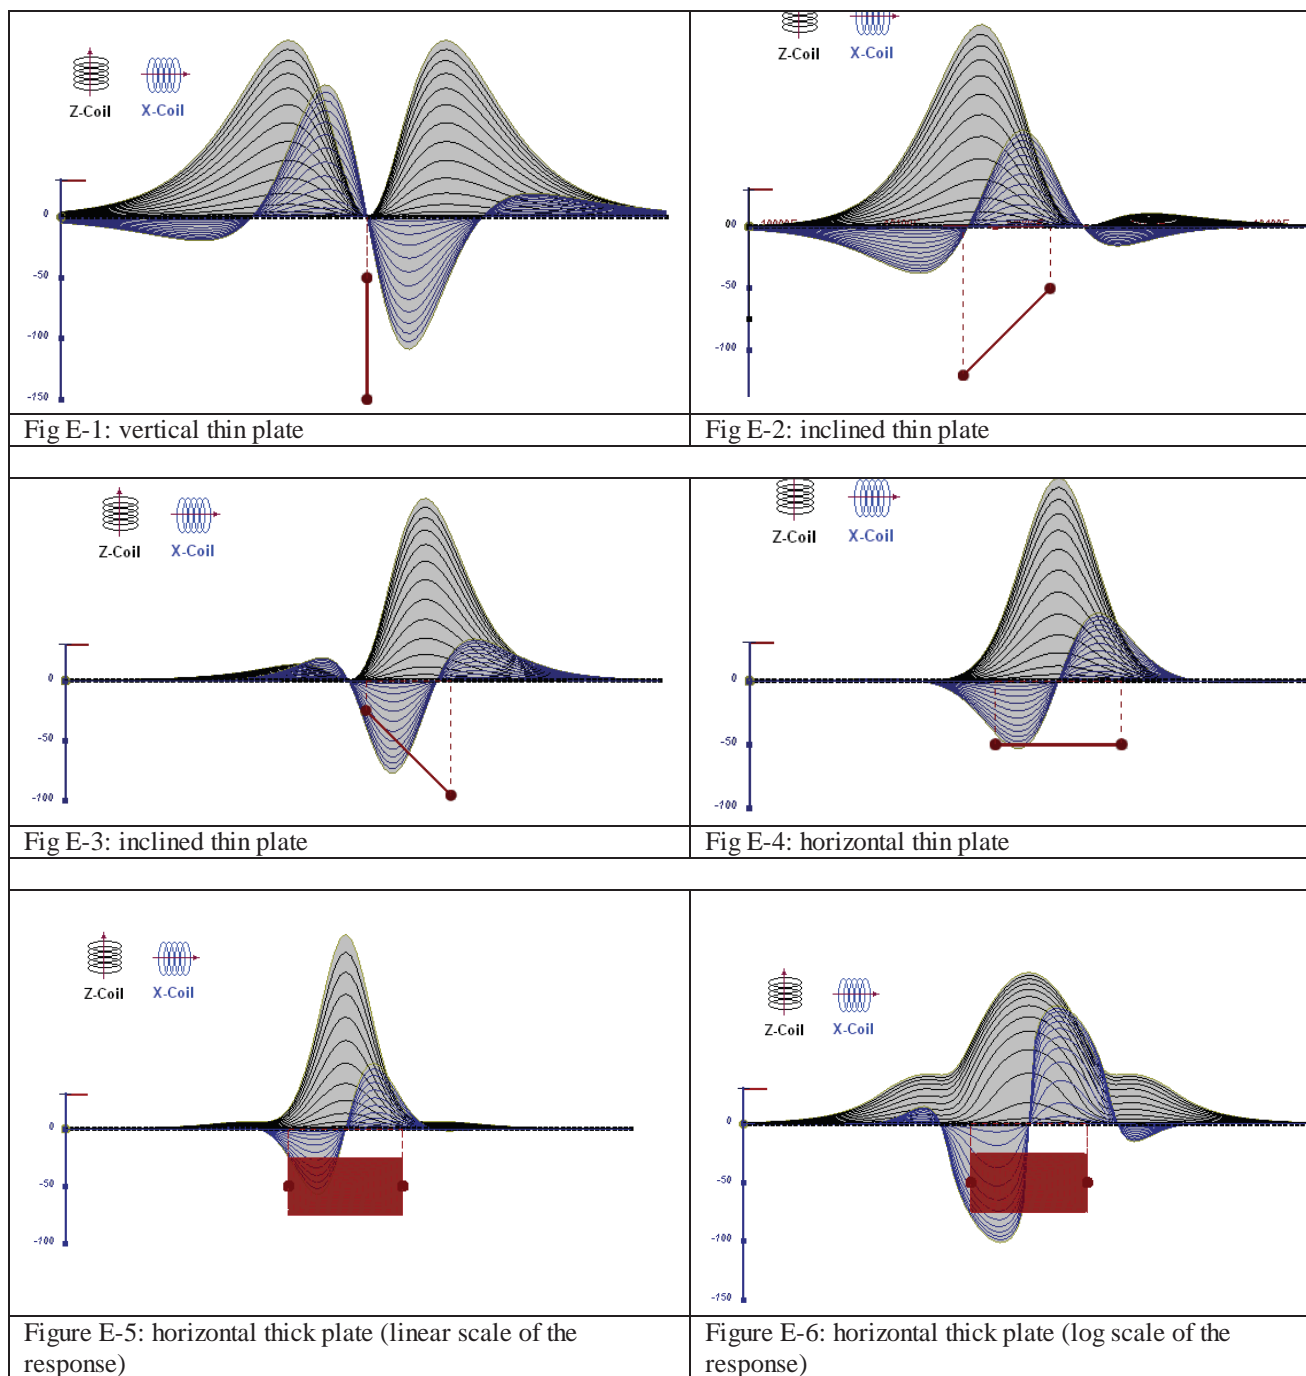 Z-Coil X-Coil
0
-50
-100
-150
Fig E-1: vertical thin plate
Z-Coil X-Coil
00
-50
-100
Fig E-2: inclined thin plate
Z-Coil X-Coil
0
-50
-100
Fig E-3: inclined thin plate
Z-Coil X-Coil
0
-50
-100
Fig E-4: horizontal thin plate
Z-Coil X-Coil
0
-50
-100
Figure E-5: horizontal thick plate (linear scale of the
response)
Z-Coil X-Coil
0
-50
-100
-150
Figure E-6: horizontal thick plate (log scale of the
response)